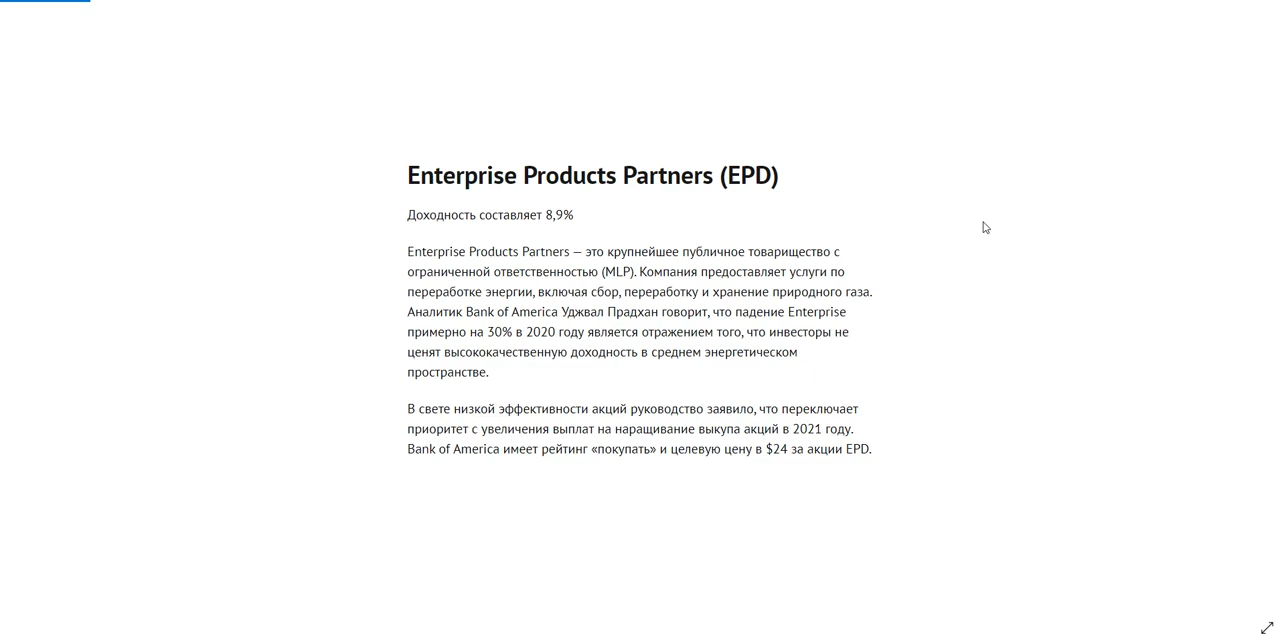 Enterprise Products Partners (EPD)
Доходность составляет 8,9%
Enterprise Products Partners — это крупнейшее публичное товарищество с
ограниченной ответственностью (MLP). Компания предоставляет услуги по
переработке энергии, включая сбор, переработку и хранение природного газа.
Аналитик Bank of America Уджвал Прадхан говорит, что падение Enterprise
примерно на 30% в 2020 году является отражением того, что инвесторы не
ценят высококачественную доходность в среднем энергетическом
пространстве.
В свете низкой эффективности акций руководство заявило, что переключает
приоритет с увеличения выплат на наращивание выкупа акций в 2021 году.
Bank of America имеет рейтинг «покупать» и целевую цену в $24 за акции EPD.